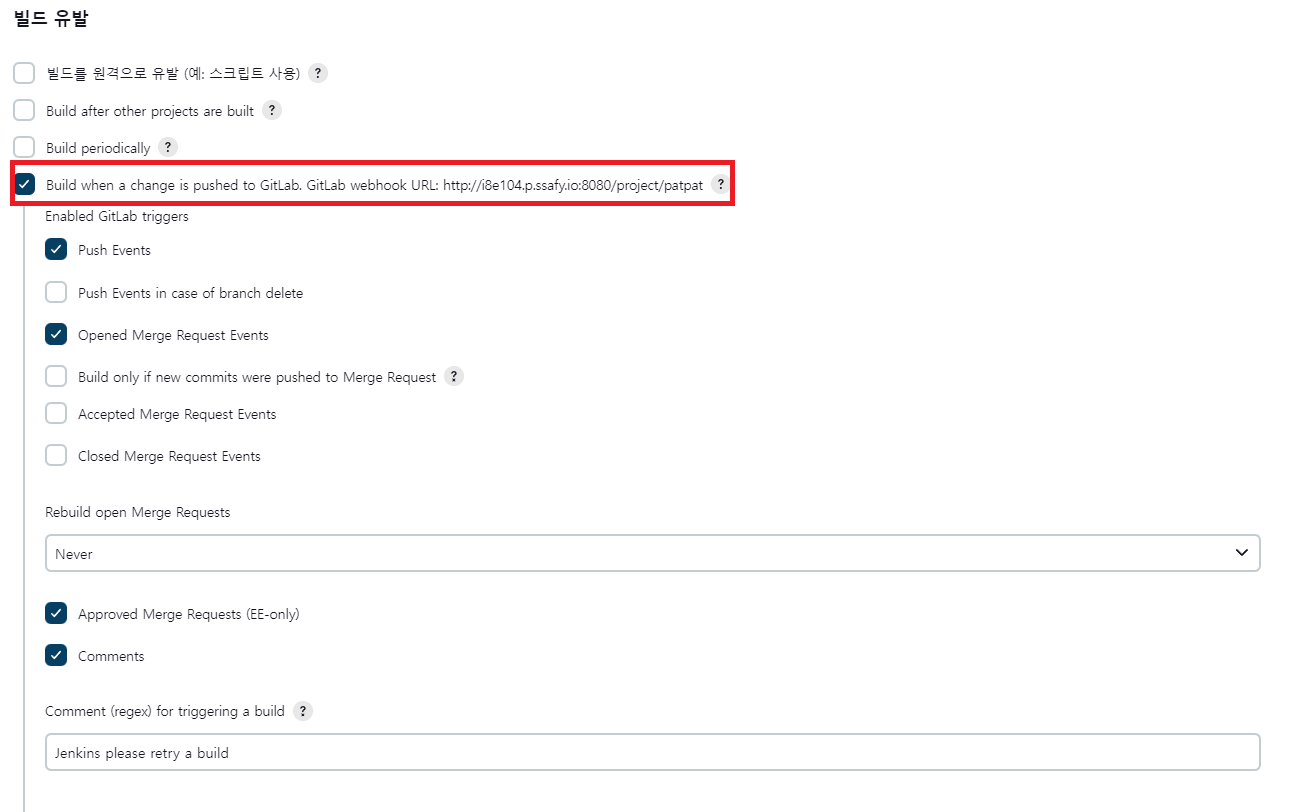 빌드 유발
빌드를 원격으로 유발 (예: 스크립트 사용) ?
Build after other projects are built ?
Build periodically ?
Build when a change is pushed to GitLab. GitLab webhook URL: http://i8e104.p.ssafy.io:8080/project/patpat ?
Enabled GitLab triggers
Push Events
Push Events in case of branch delete
Opened Merge Request Events
Build only if new commits were pushed to Merge Request ?
Accepted Merge Request Events
Closed Merge Request Events
Rebuild open Merge Requests
Never
Approved Merge Requests (EE-only)
Comments
Comment (regex) for triggering a build ?
Jenkins please retry a build